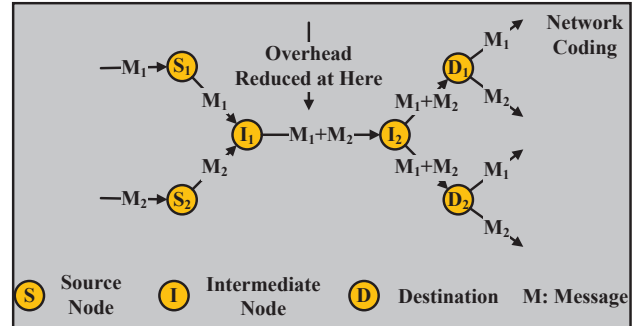 Network
Coding
Overhead
Reduced at Here
M₁
S₁
M₁
M₂
S₂
M₂
I₁
M₁+M₂
I₂
M₁+M₂
M₁+M₂
D₁
M₁
M₂
D₂
M₁
M₂
S Source
Node
I Intermediate
Node
D Destination
M: Message